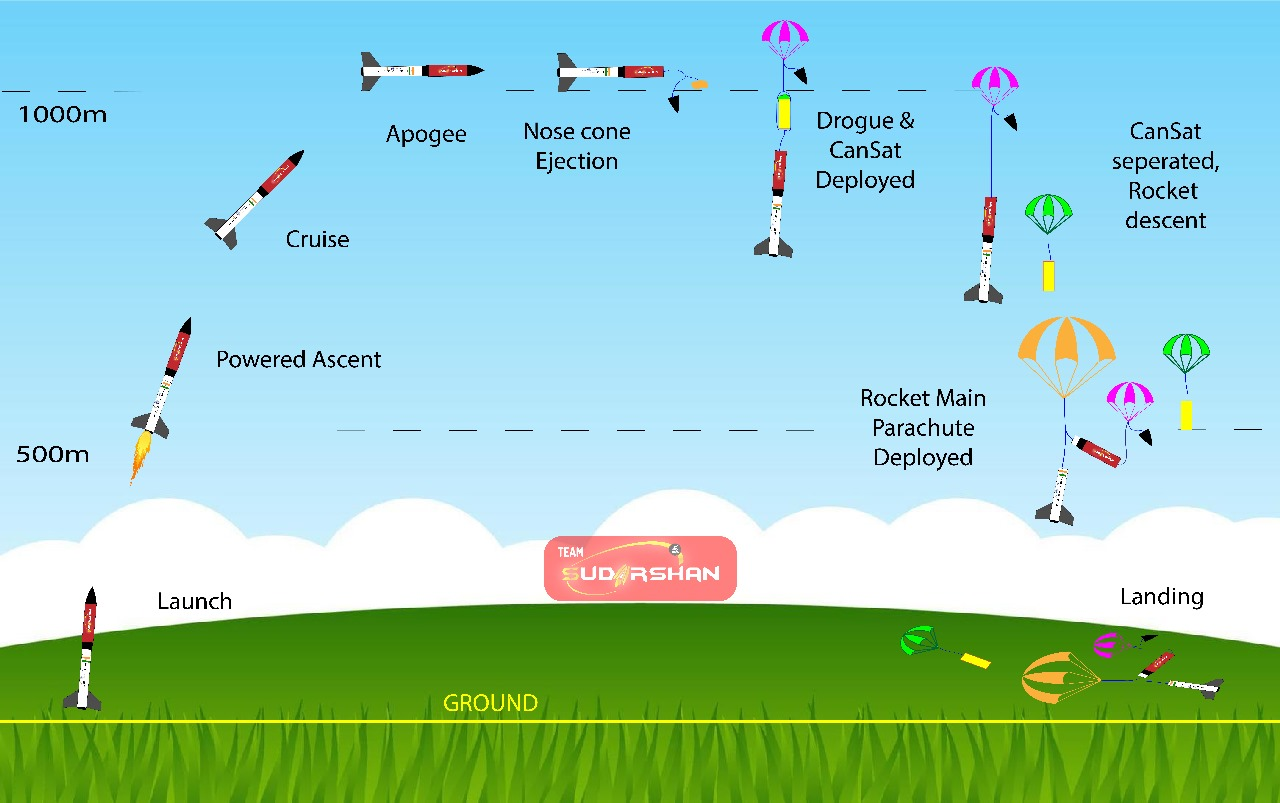 1000m
Apogee
Nose cone
Ejection
Drogue &
CanSat
Deployed
CanSat
seperated,
Rocket
descent
Cruise
Powered Ascent
500m
Rocket Main
Parachute
Deployed
TEAM
SUDARSHAN
Launch
Landing
GROUND